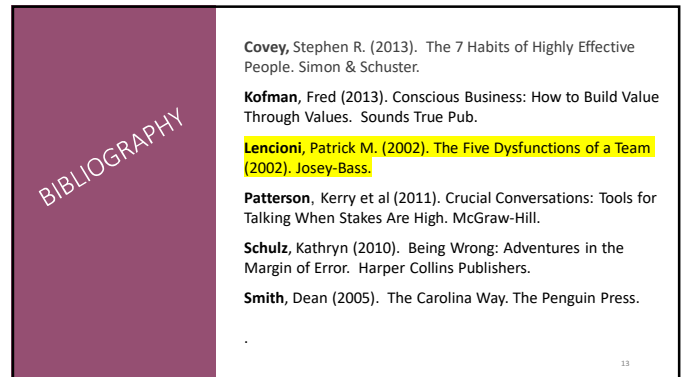 BIBLIOGRAPHY
Covey, Stephen R. (2013). The 7 Habits of Highly Effective
People. Simon & Schuster.
Kofman, Fred (2013). Conscious Business: How to Build Value
Through Values. Sounds True Pub.
Lencioni, Patrick M. (2002). The Five Dysfunctions of a Team
(2002). Josey-Bass.
Patterson, Kerry et al (2011). Crucial Conversations: Tools for
Talking When Stakes Are High. McGraw-Hill.
Schulz, Kathryn (2010). Being Wrong: Adventures in the
Margin of Error. Harper Collins Publishers.
Smith, Dean (2005). The Carolina Way. The Penguin Press.
.
13